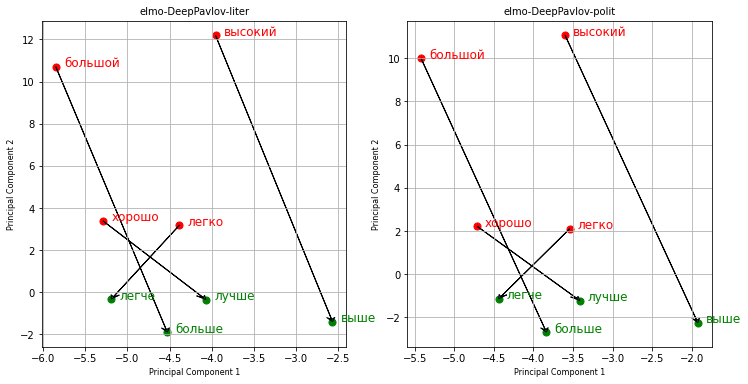 elmo-DeepPavlov-liter
Principal Component 2
12
10
8
6
4
2
0
−2
высокий
большой
хорошо
легко
легче
лучше
больше
выше
−6.0 −5.5 −5.0 −4.5 −4.0 −3.5 −3.0 −2.5
Principal Component 1
elmo-DeepPavlov-polit
Principal Component 2
10
8
6
4
2
0
−2
высокий
большой
хорошо
легко
легче
лучше
больше
выше
−5.5 −5.0 −4.5 −4.0 −3.5 −3.0 −2.5 −2.0
Principal Component 1